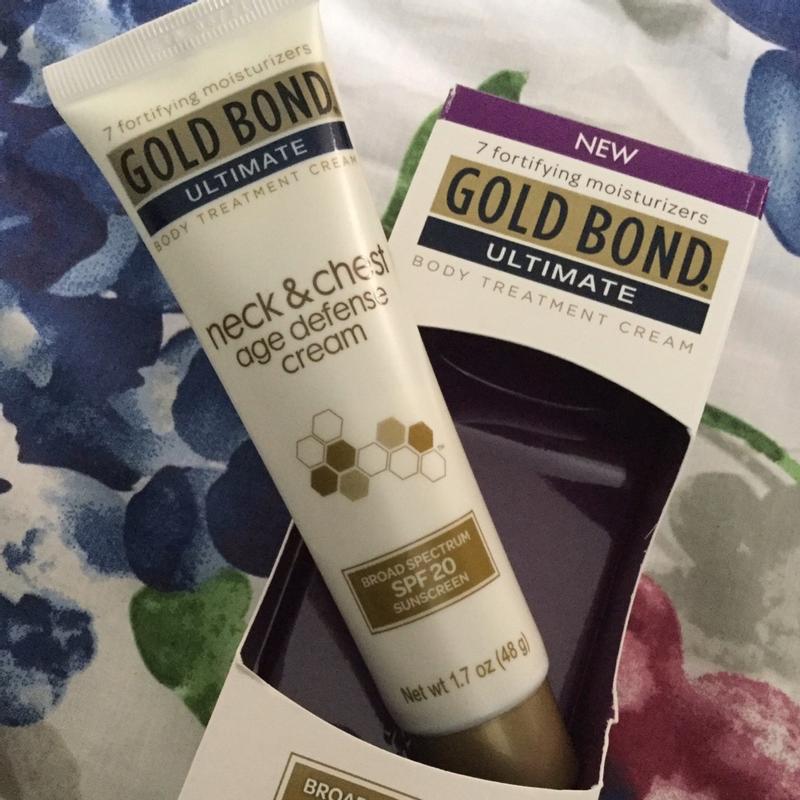 7 fortifying moisturizers
GOLD BOND®
ULTIMATE
BODY TREATMENT CREAM
neck & chest
age defense
cream
TM
BROAD SPECTRUM
SPF 20
SUNSCREEN
Net wt 1.7 oz (48 g)
NEW
7 fortifying moisturizers
GOLD BOND®
ULTIMATE
BODY TREATMENT CREAM